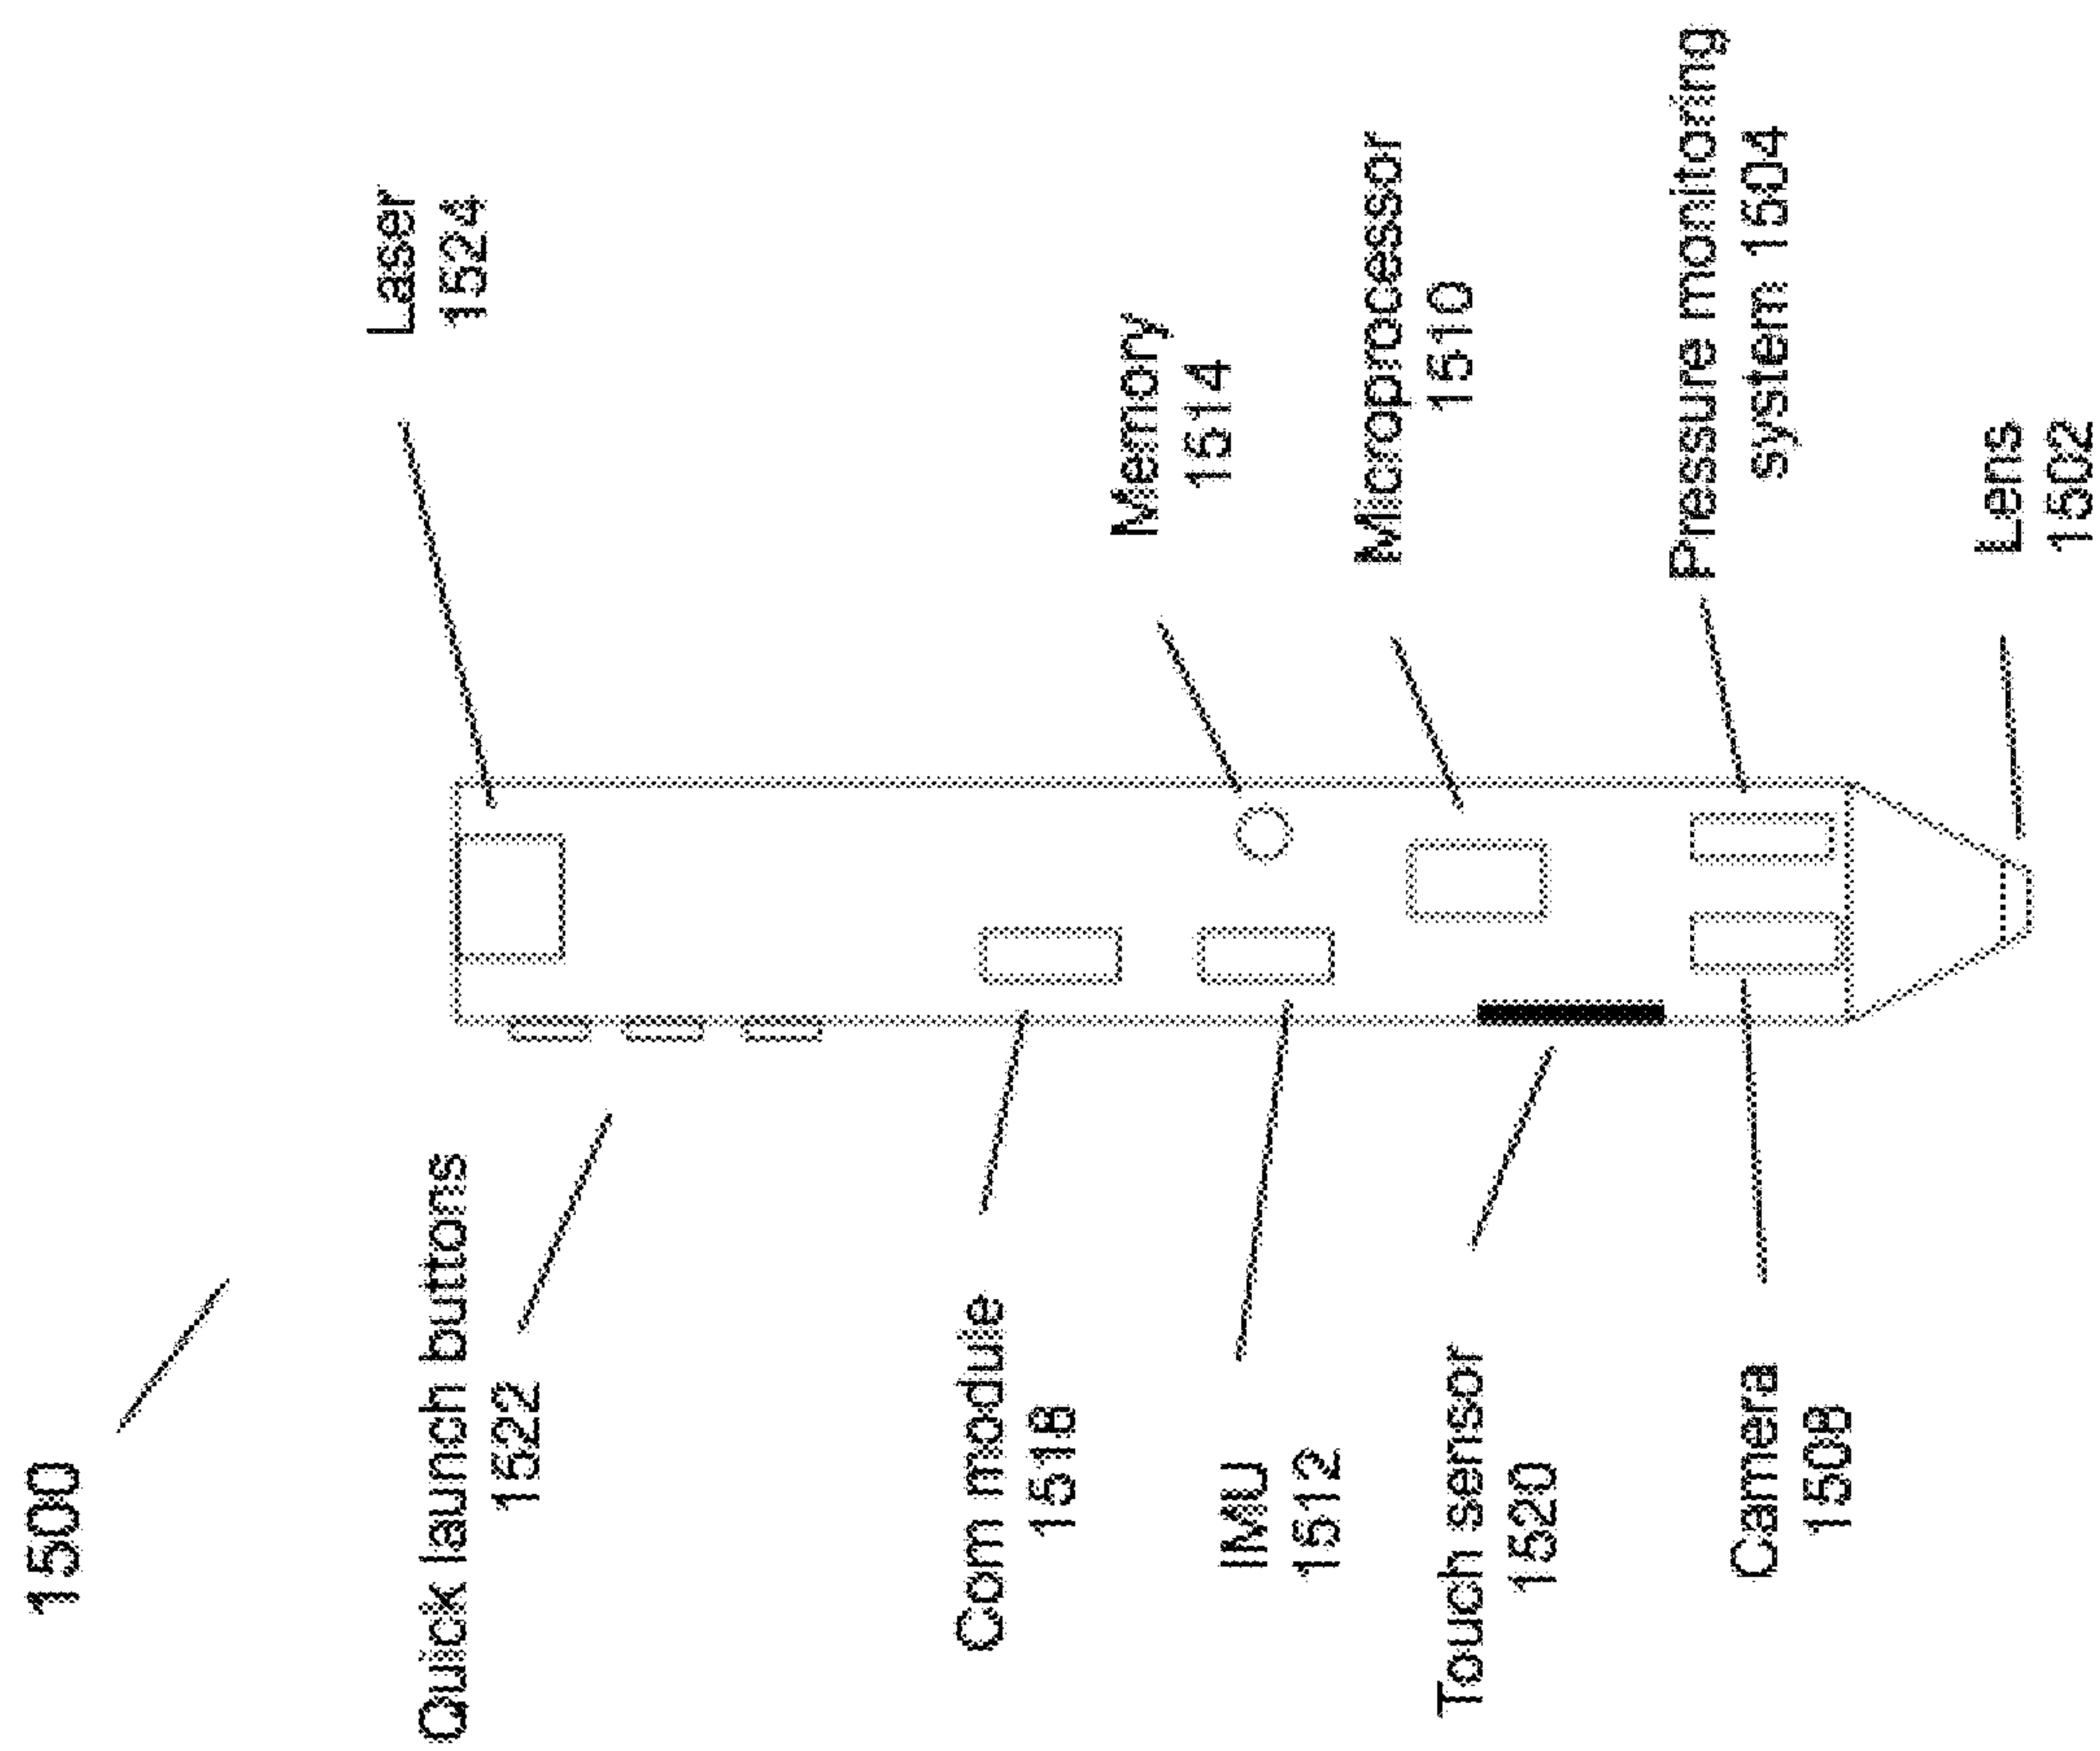 1500
Quick launch buttons
1522
Laser
1524
Com module
1518
Memory
1514
IMU
1512
Microprocessor
1510
Touch sensor
1520
Pressure monitoring
system 1504
Camera
1508
Lens
1502